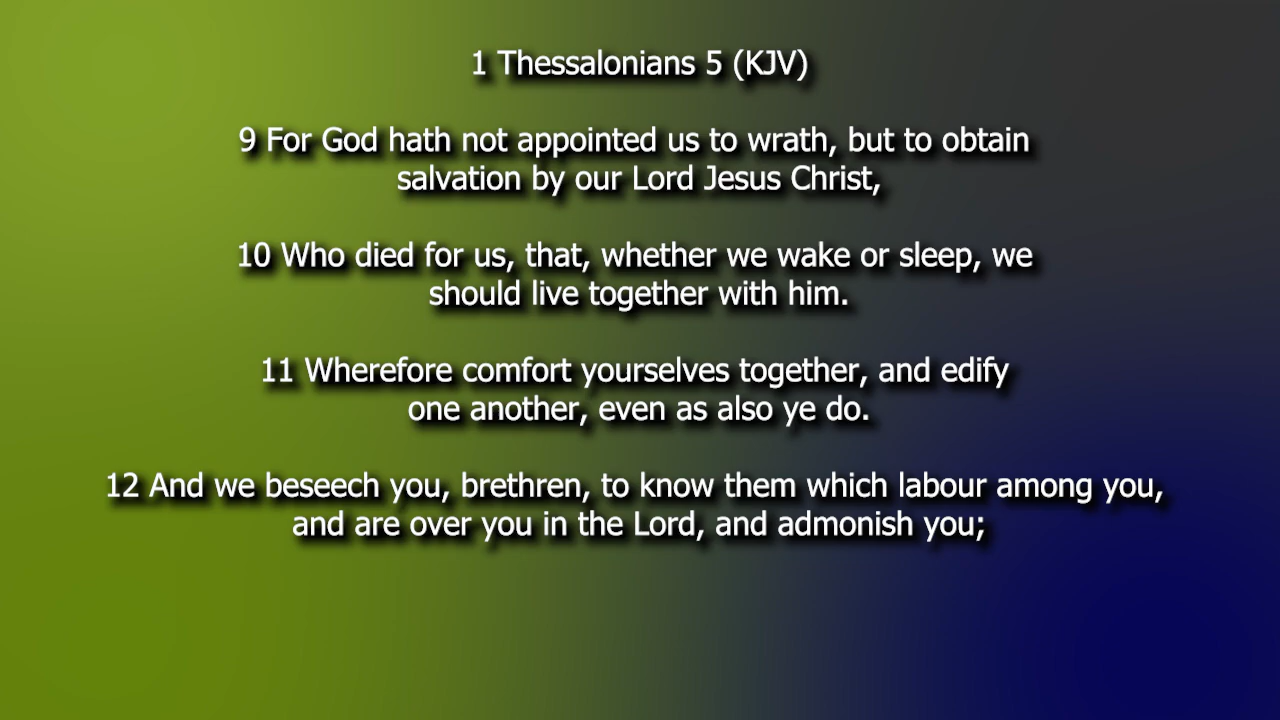 1 Thessalonians 5 (KJV)
9 For God hath not appointed us to wrath, but to obtain
salvation by our Lord Jesus Christ,
10 Who died for us, that, whether we wake or sleep, we
should live together with him.
11 Wherefore comfort yourselves together, and edify
one another, even as also ye do.
12 And we beseech you, brethren, to know them which labour among you,
and are over you in the Lord, and admonish you;